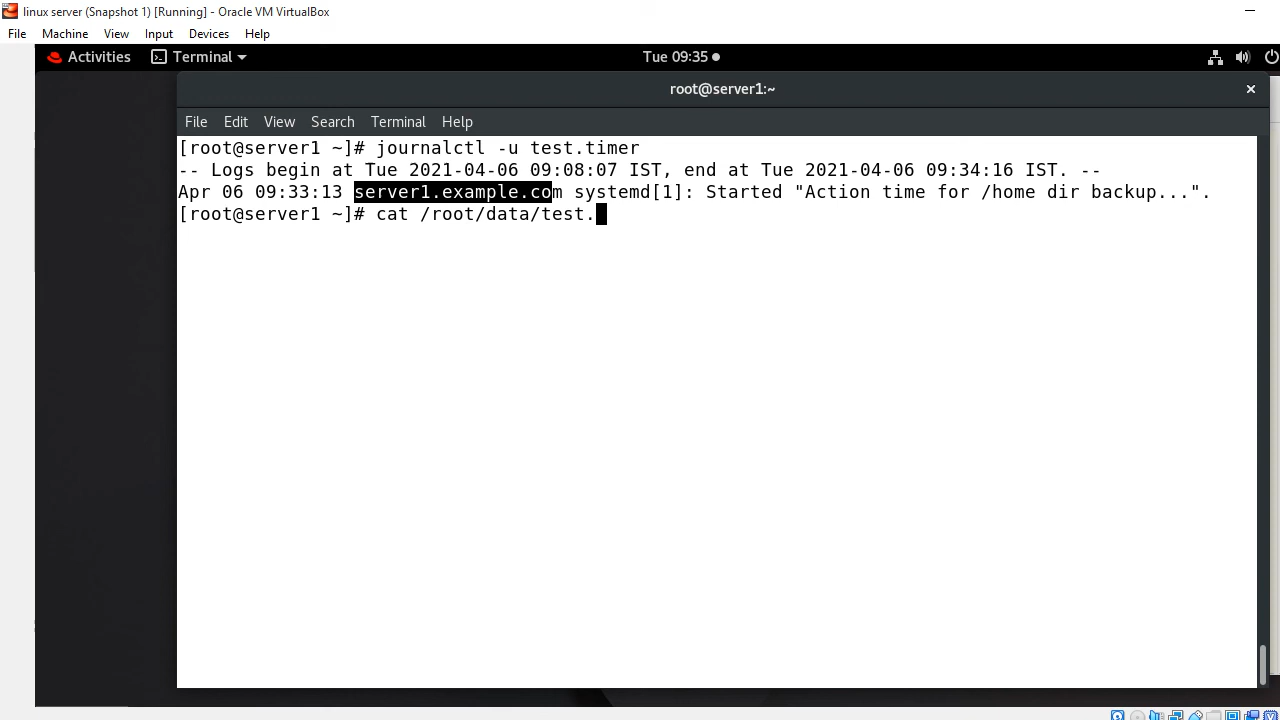 linux server (Snapshot 1) [Running] - Oracle VM VirtualBox
File Machine View Input Devices Help
Activities Terminal Tue 09:35
root@server1:~
File Edit View Search Terminal Help
[root@server1 ~]# journalctl -u test.timer
-- Logs begin at Tue 2021-04-06 09:08:07 IST, end at Tue 2021-04-06 09:34:16 IST. --
Apr 06 09:33:13 server1.example.com systemd[1]: Started "Action time for /home dir backup...".
[root@server1 ~]# cat /root/data/test.